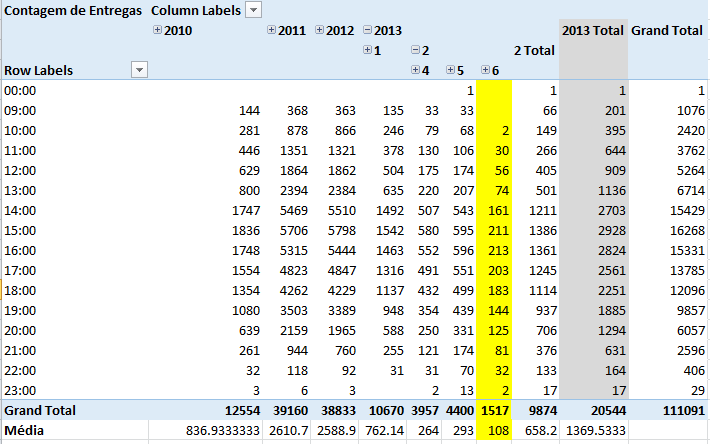 Contagem de Entregas Column Labels
2010 2011 2012 2013 2013 Total Grand Total
1 2 2 Total
Row Labels 4 5 6
00:00 1 1 1 1
09:00 144 368 363 135 33 33 66 201 1076
10:00 281 878 866 246 79 68 2 149 395 2420
11:00 446 1351 1321 378 130 106 30 266 644 3762
12:00 629 1864 1862 504 175 174 56 405 909 5264
13:00 800 2394 2384 635 220 207 74 501 1136 6714
14:00 1747 5469 5510 1492 507 543 161 1211 2703 15429
15:00 1836 5706 5798 1542 580 595 211 1386 2928 16268
16:00 1748 5315 5444 1463 552 596 213 1361 2824 15331
17:00 1554 4823 4847 1316 491 551 203 1245 2561 13785
18:00 1354 4262 4229 1137 432 499 183 1114 2251 12096
19:00 1080 3503 3389 948 354 439 144 937 1885 9857
20:00 639 2159 1965 588 250 331 125 706 1294 6057
21:00 261 944 760 255 121 174 81 376 631 2596
22:00 32 118 92 31 31 70 32 133 164 406
23:00 3 6 3 2 13 2 17 17 29
Grand Total 12554 39160 38833 10670 3957 4400 1517 9874 20544 111091
Média 836.9333333 2610.7 2588.9 762.14 264 293 108 658.2 1369.5333